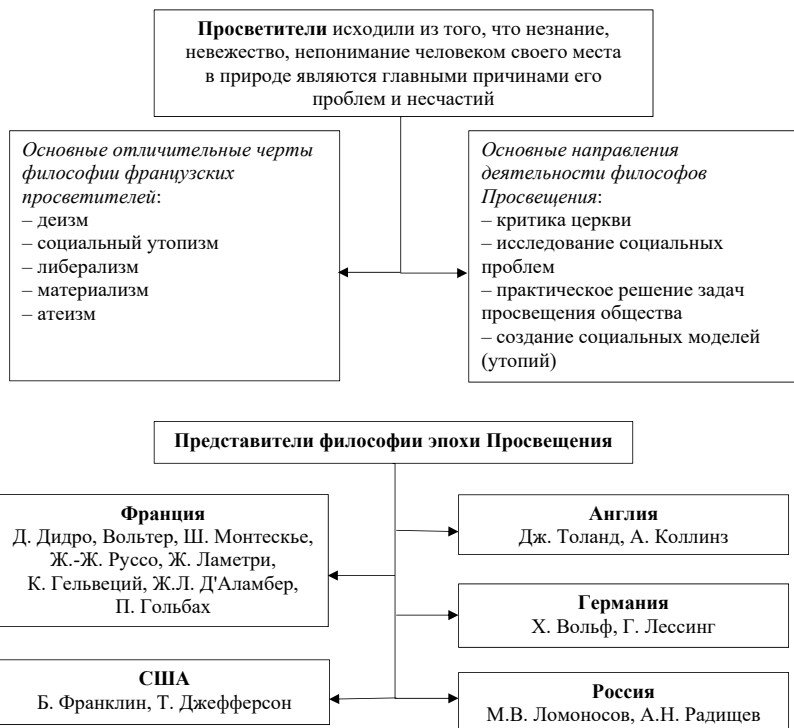 Просветители исходили из того, что незнание,
невежество, непонимание человеком своего места
в природе являются главными причинами его
проблем и несчастий
Основные отличительные черты
философии французских
просветителей:
– деизм
– социальный утопизм
– либерализм
– материализм
– атеизм
Основные направления
деятельности философов
Просвещения:
– критика церкви
– исследование социальных
проблем
– практическое решение задач
просвещения общества
– создание социальных моделей
(утопий)
Представители философии эпохи Просвещения
Франция
Д. Дидро, Вольтер, Ш. Монтескье,
Ж.-Ж. Руссо, Ж. Ламетри,
К. Гельвеций, Ж.Л. Д'Аламбер,
П. Гольбах
Англия
Дж. Толанд, А. Коллинз
Германия
Х. Вольф, Г. Лессинг
США
Б. Франклин, Т. Джефферсон
Россия
М.В. Ломоносов, А.Н. Радищев